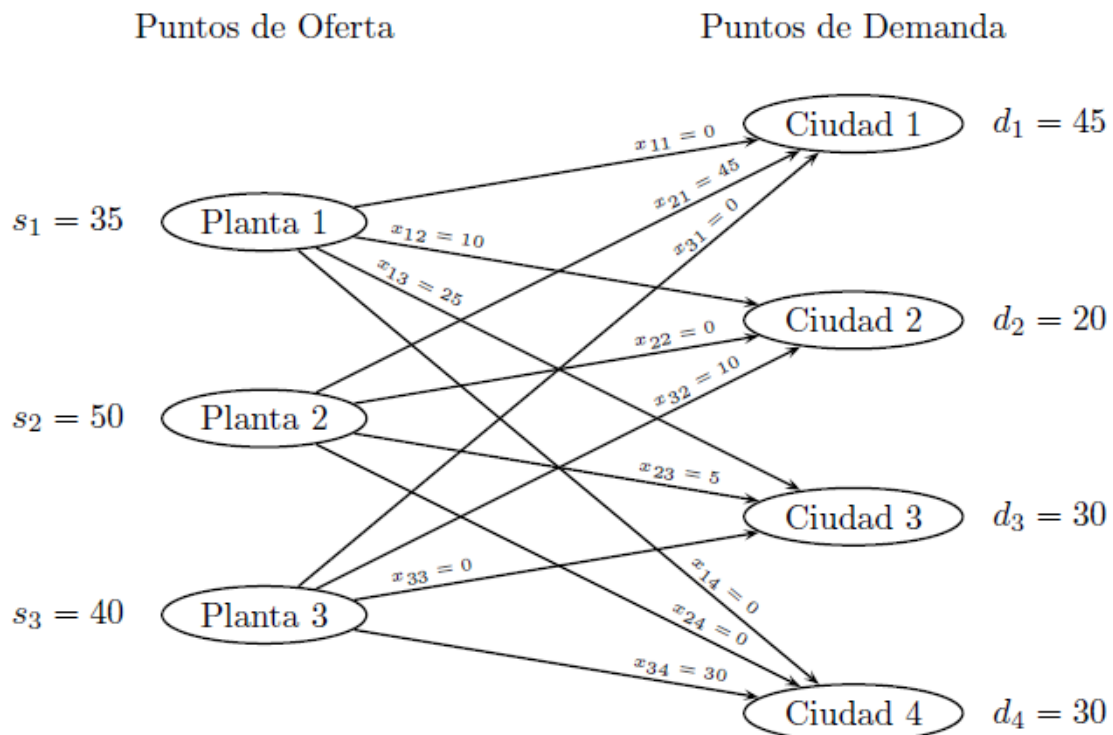 Puntos de Oferta
Puntos de Demanda
Ciudad 1
d₁ = 45
x₁₁ = 0
x₂₁ = 45
s₁ = 35
Planta 1
x₁₂ = 10
x₃₁ = 0
x₁₃ = 25
Ciudad 2
d₂ = 20
x₂₂ = 0
x₃₂ = 10
s₂ = 50
Planta 2
x₂₃ = 5
Ciudad 3
d₃ = 30
x₃₃ = 0
x₁₄ = 0
s₃ = 40
Planta 3
x₂₄ = 0
x₃₄ = 30
Ciudad 4
d₄ = 30